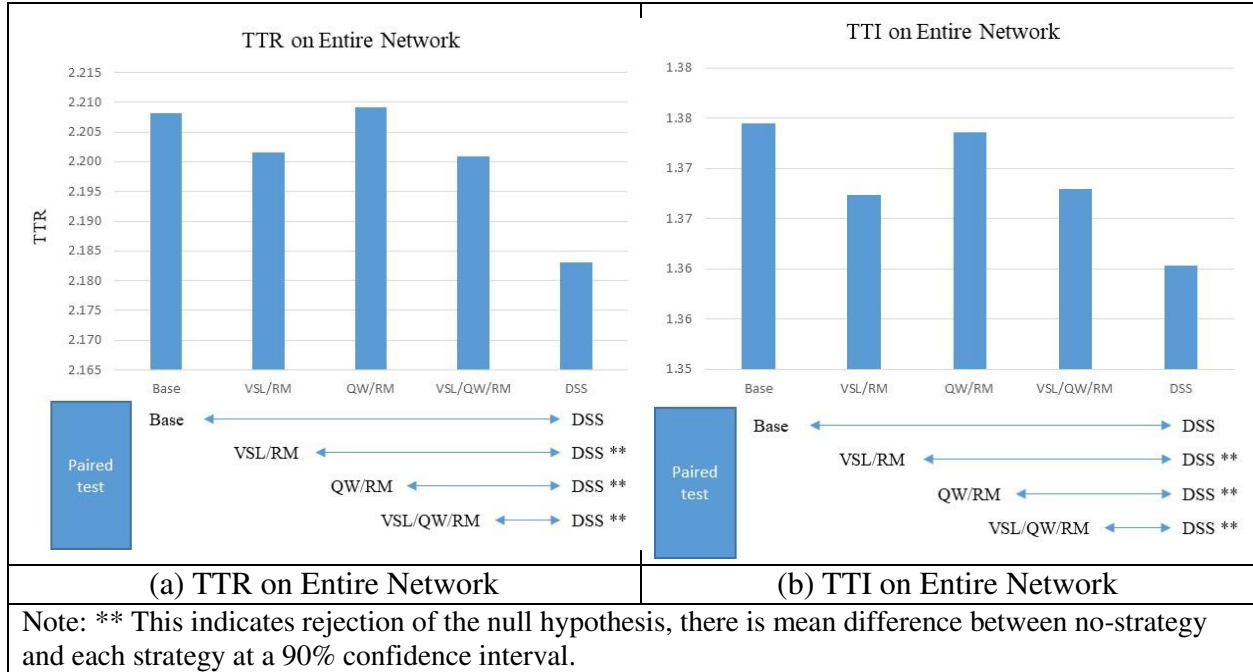 TTR on Entire Network
2.215
2.210
2.205
2.200
2.195
2.190
2.185
2.180
2.175
2.170
2.165
TTR
Base VSL/RM QW/RM VSL/QW/RM DSS
Paired
test
Base DSS
VSL/RM DSS **
QW/RM DSS **
VSL/QW/RM DSS **
(a) TTR on Entire Network
TTI on Entire Network
1.38
1.38
1.37
1.37
1.36
1.36
1.35
Base VSL/RM QW/RM VSL/QW/RM DSS
Paired
test
Base DSS
VSL/RM DSS **
QW/RM DSS **
VSL/QW/RM DSS **
(b) TTI on Entire Network
Note: ** This indicates rejection of the null hypothesis, there is mean difference between no-strategy
and each strategy at a 90% confidence interval.